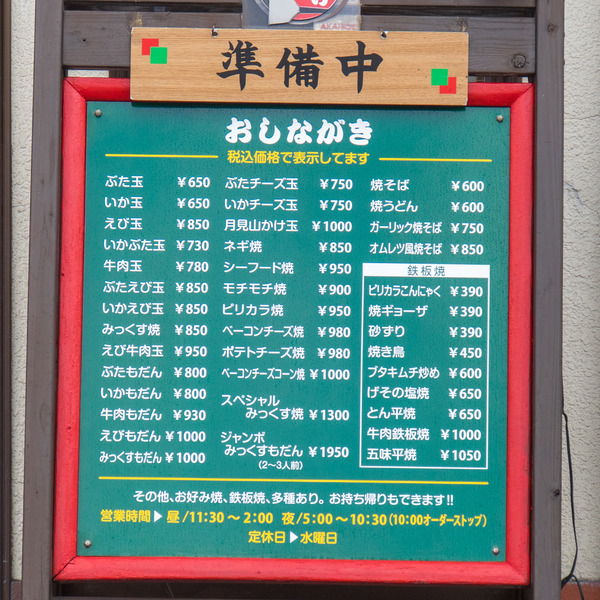 準備中
おしながき
税込価格で表示してます
ぶた玉 ￥650
いか玉 ￥650
えび玉 ￥850
いかぶた玉 ￥730
牛肉玉 ￥780
ぶたえび玉 ￥850
いかえび玉 ￥850
みっくす焼 ￥850
えび牛肉玉 ￥950
ぶたもだん ￥800
いかもだん ￥800
牛肉もだん ￥930
えびもだん ￥1000
みっくすもだん ￥1000
ぶたチーズ玉 ￥750
いかチーズ玉 ￥750
月見山かけ玉 ￥1000
ネギ焼 ￥850
シーフード焼 ￥950
モチモチ焼 ￥900
ピリカラ焼 ￥950
ベーコンチーズ焼 ￥980
ポテトチーズ焼 ￥980
ベーコンチーズコーン焼 ￥1000
スペシャル
みっくす焼 ￥1300
ジャンボ
みっくすもだん ￥1950
(2〜3人前)
焼そば ￥600
焼うどん ￥600
ガーリック焼そば ￥750
オムレツ風焼そば ￥850
鉄板焼
ピリカラこんにゃく ￥390
焼ギョーザ ￥390
砂ずり ￥390
焼き鳥 ￥450
ブタキムチ炒め ￥600
げその塩焼 ￥650
とん平焼 ￥650
牛肉鉄板焼 ￥1000
五味平焼 ￥1050
その他、お好み焼、鉄板焼、多種あり。お持ち帰りもできます!!
営業時間▶昼/11:30〜2:00 夜/5:00〜10:30(10:00オーダーストップ)
定休日▶水曜日